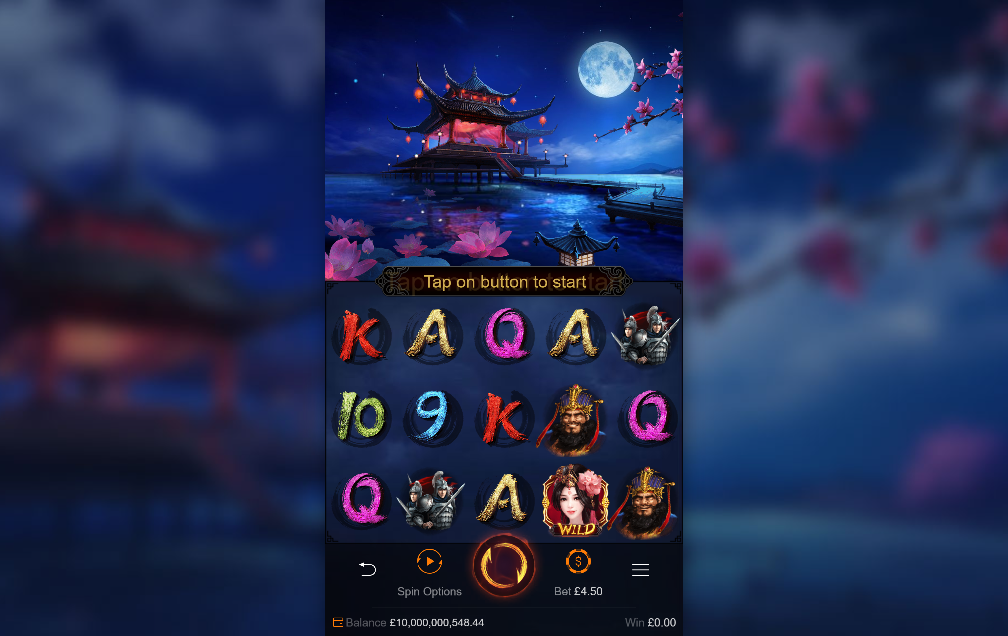 Tap on button to start
K A Q A
10 9 K Q
Q A WILD
Spin Options
Bet £4.50
Balance £10,000,000,548.44
Win £0.00